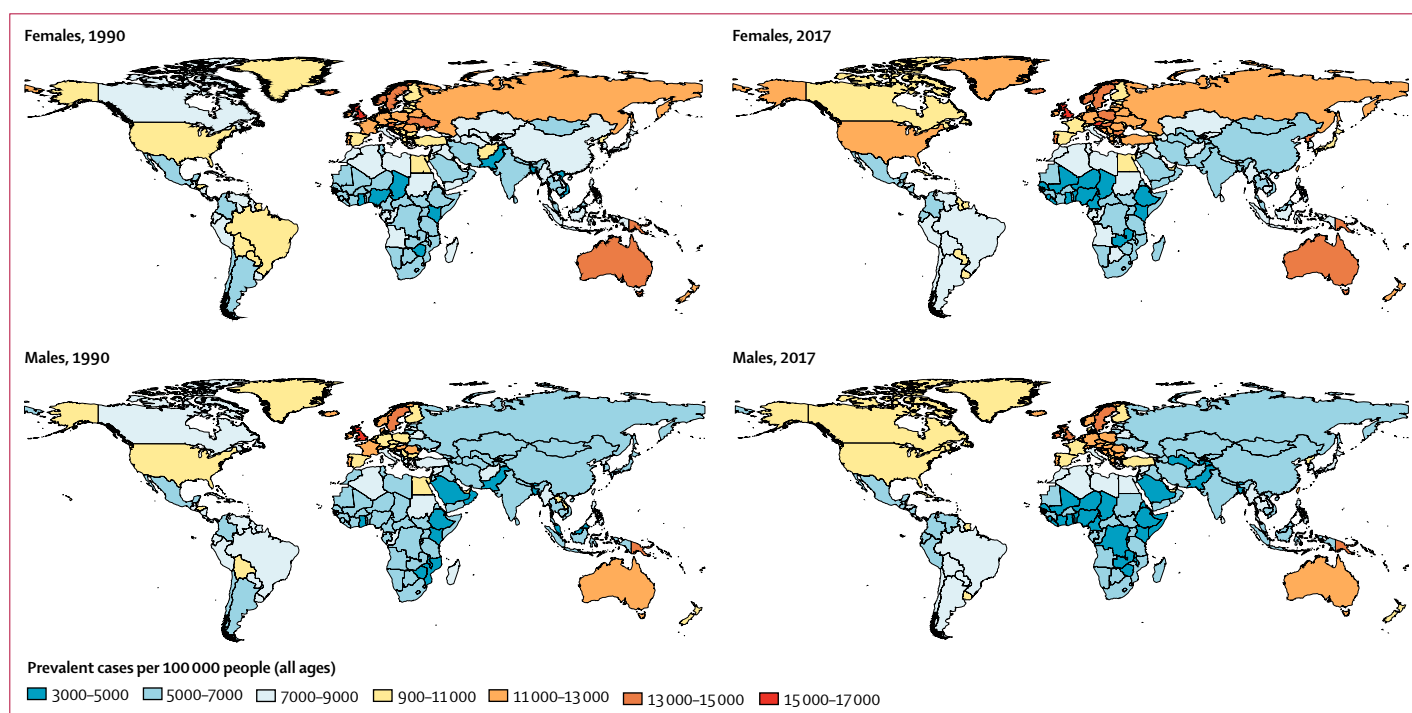 Females, 1990
Females, 2017
Males, 1990
Males, 2017
Prevalent cases per 100 000 people (all ages)
3000–5000 5000–7000 7000–9000 900–11 000 11 000–13 000 13 000–15 000 15 000–17 000